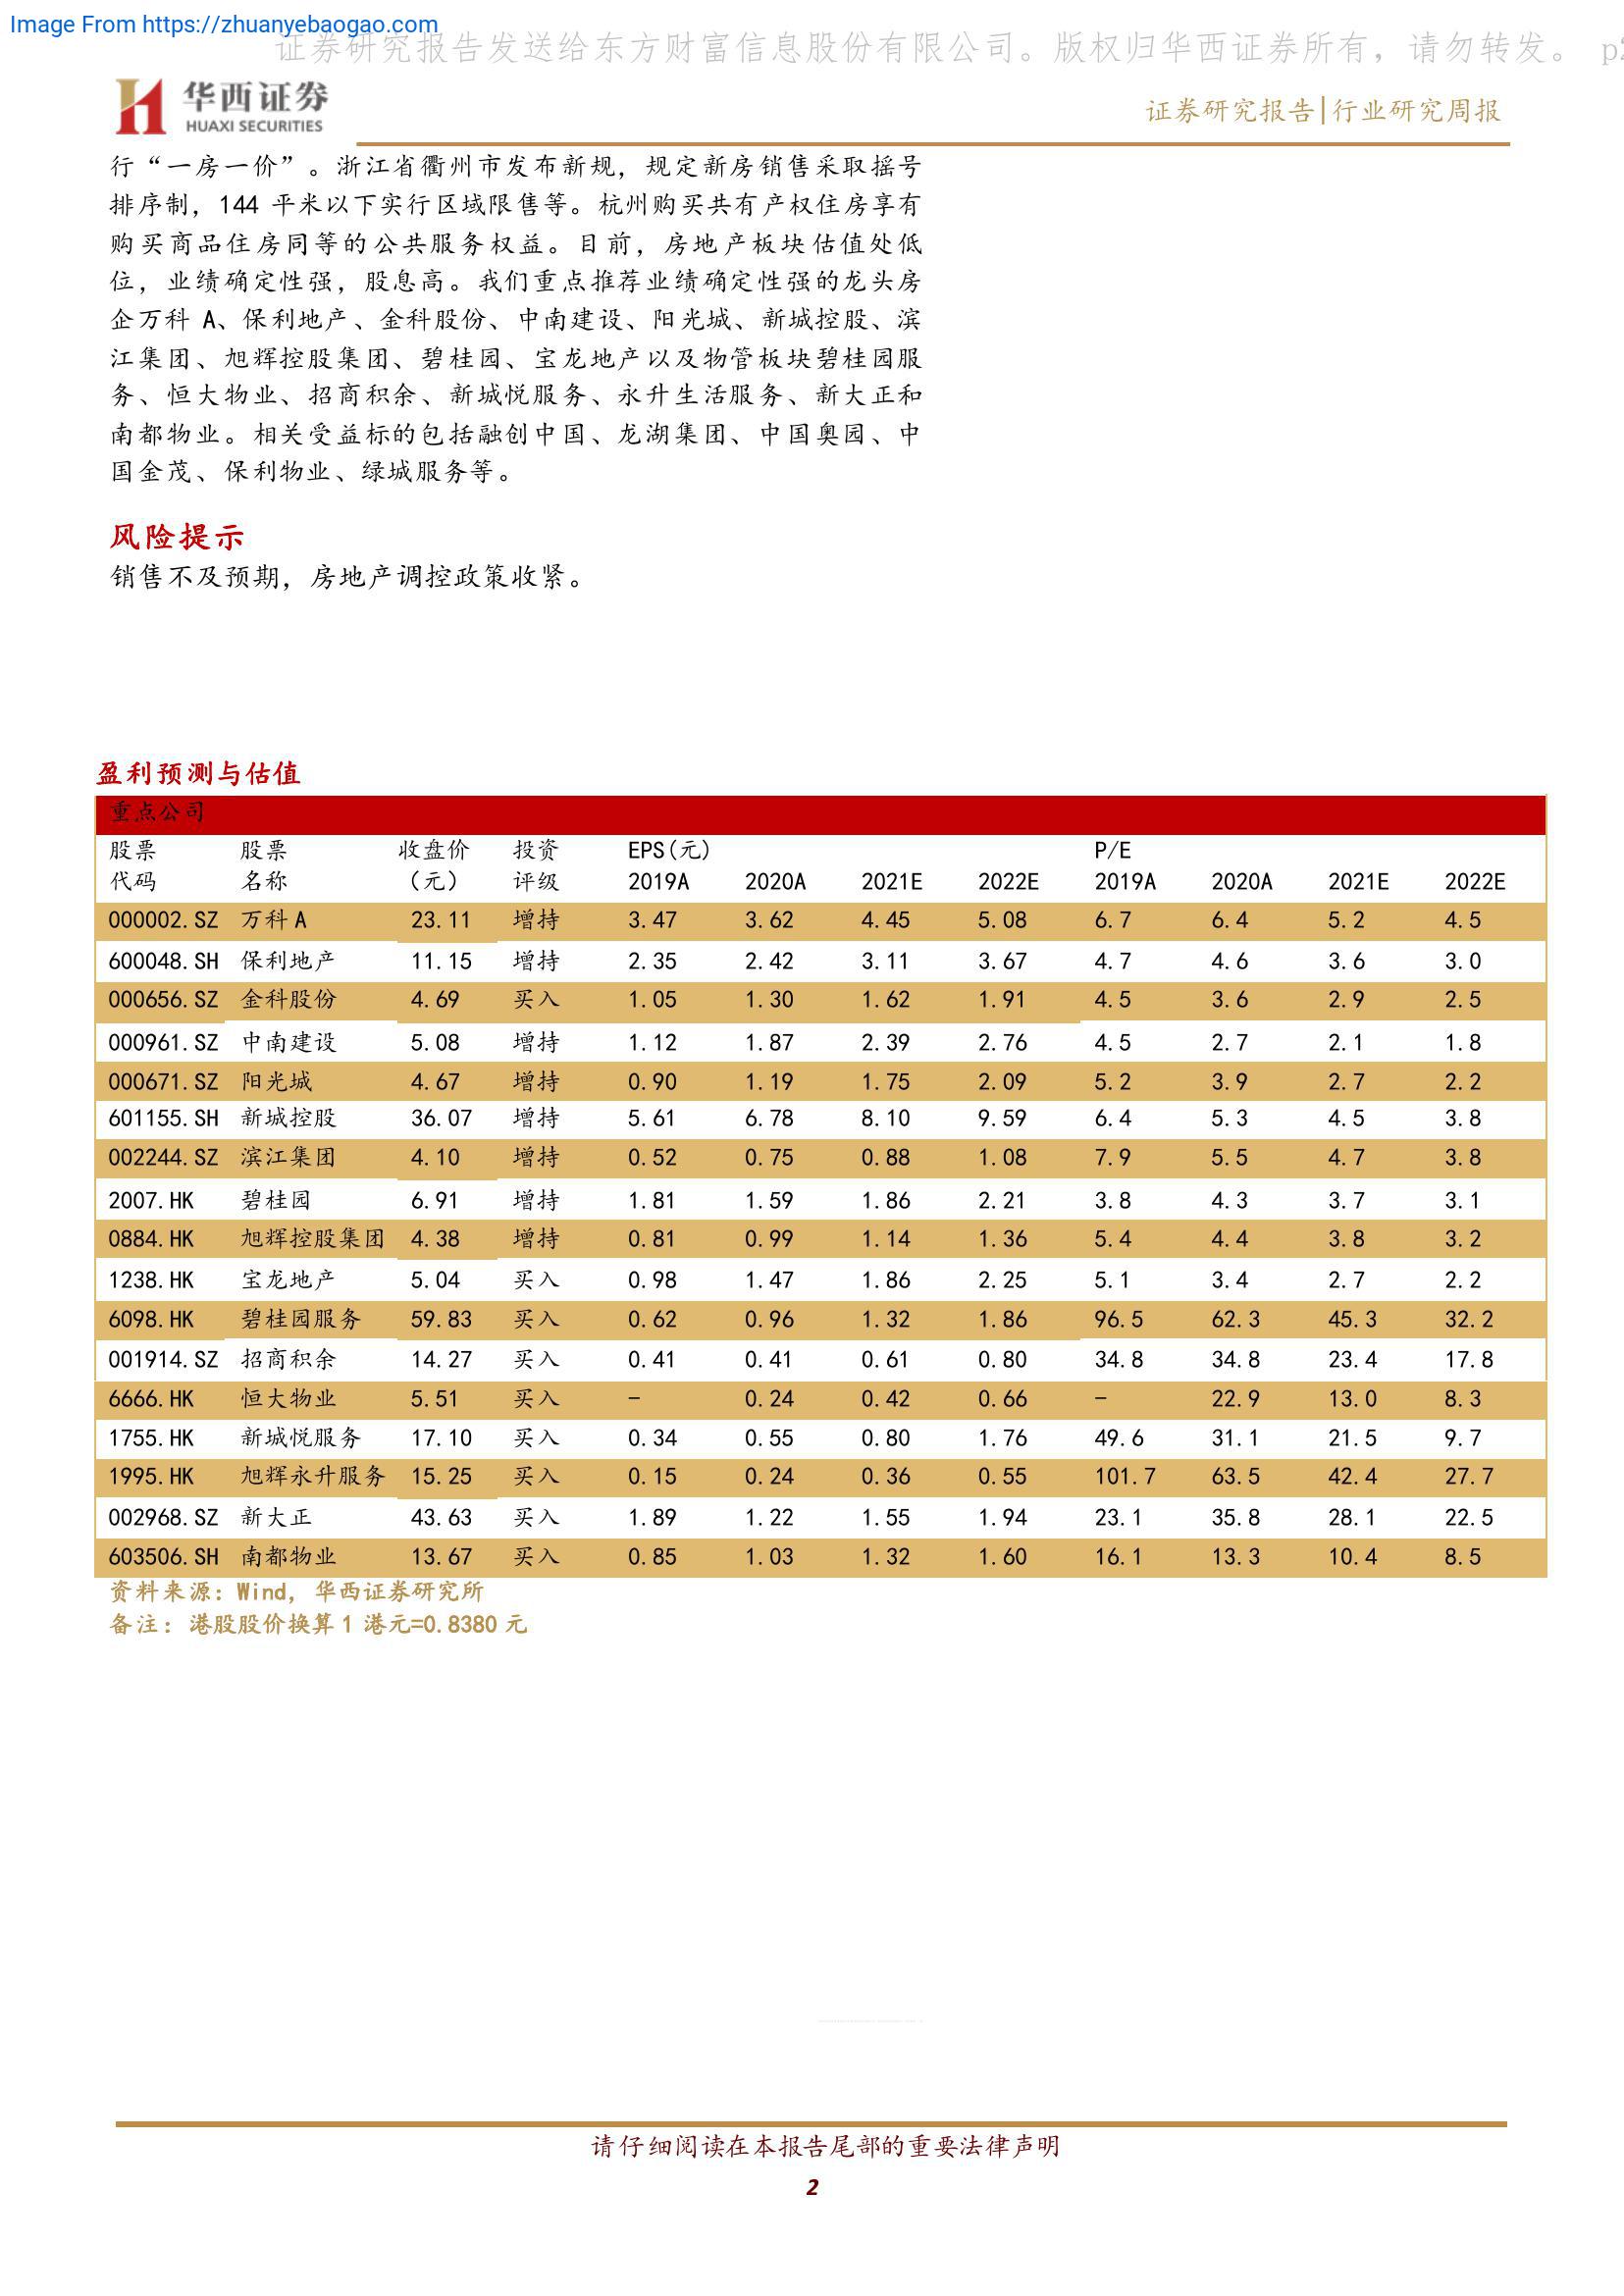 Image From https://zhuanyebaogao.com
证券研究报告发送给东方财富信息股份有限公司。版权归华西证券所有，请勿转发。 p2
华西证券
HUAXI SECURITIES
证券研究报告|行业研究周报
行“一房一价”。浙江省衢州市发布新规，规定新房销售采取摇号
排序制，144 平米以下实行区域限售等。杭州购买共有产权住房享有
购买商品住房同等的公共服务权益。目前，房地产板块估值处低
位，业绩确定性强，股息高。我们重点推荐业绩确定性强的龙头房
企万科 A、保利地产、金科股份、中南建设、阳光城、新城控股、滨
江集团、旭辉控股集团、碧桂园、宝龙地产以及物管板块碧桂园服
务、恒大物业、招商积余、新城悦服务、永升生活服务、新大正和
南都物业。相关受益标的包括融创中国、龙湖集团、中国奥园、中
国金茂、保利物业、绿城服务等。
风险提示
销售不及预期，房地产调控政策收紧。
盈利预测与估值
重点公司
股票 股票 收盘价 投资 EPS(元) P/E
代码 名称 （元） 评级 2019A 2020A 2021E 2022E 2019A 2020A 2021E 2022E
000002.SZ 万科 A 23.11 增持 3.47 3.62 4.45 5.08 6.7 6.4 5.2 4.5
600048.SH 保利地产 11.15 增持 2.35 2.42 3.11 3.67 4.7 4.6 3.6 3.0
000656.SZ 金科股份 4.69 买入 1.05 1.30 1.62 1.91 4.5 3.6 2.9 2.5
000961.SZ 中南建设 5.08 增持 1.12 1.87 2.39 2.76 4.5 2.7 2.1 1.8
000671.SZ 阳光城 4.67 增持 0.90 1.19 1.75 2.09 5.2 3.9 2.7 2.2
601155.SH 新城控股 36.07 增持 5.61 6.78 8.10 9.59 6.4 5.3 4.5 3.8
002244.SZ 滨江集团 4.10 增持 0.52 0.75 0.88 1.08 7.9 5.5 4.7 3.8
2007.HK 碧桂园 6.91 增持 1.81 1.59 1.86 2.21 3.8 4.3 3.7 3.1
0884.HK 旭辉控股集团 4.38 增持 0.81 0.99 1.14 1.36 5.4 4.4 3.8 3.2
1238.HK 宝龙地产 5.04 买入 0.98 1.47 1.86 2.25 5.1 3.4 2.7 2.2
6098.HK 碧桂园服务 59.83 买入 0.62 0.96 1.32 1.86 96.5 62.3 45.3 32.2
001914.SZ 招商积余 14.27 买入 0.41 0.41 0.61 0.80 34.8 34.8 23.4 17.8
6666.HK 恒大物业 5.51 买入 - 0.24 0.42 0.66 - 22.9 13.0 8.3
1755.HK 新城悦服务 17.10 买入 0.34 0.55 0.80 1.76 49.6 31.1 21.5 9.7
1995.HK 旭辉永升服务 15.25 买入 0.15 0.24 0.36 0.55 101.7 63.5 42.4 27.7
002968.SZ 新大正 43.63 买入 1.89 1.22 1.55 1.94 23.1 35.8 28.1 22.5
603506.SH 南都物业 13.67 买入 0.85 1.03 1.32 1.60 16.1 13.3 10.4 8.5
资料来源：Wind，华西证券研究所
备注：港股股价换算 1 港元=0.8380 元
请仔细阅读在本报告尾部的重要法律声明
2